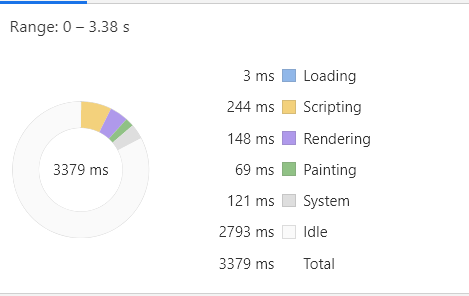 Range: 0 – 3.38 s
3 ms Loading
244 ms Scripting
148 ms Rendering
3379 ms
69 ms Painting
121 ms System
2793 ms Idle
3379 ms Total